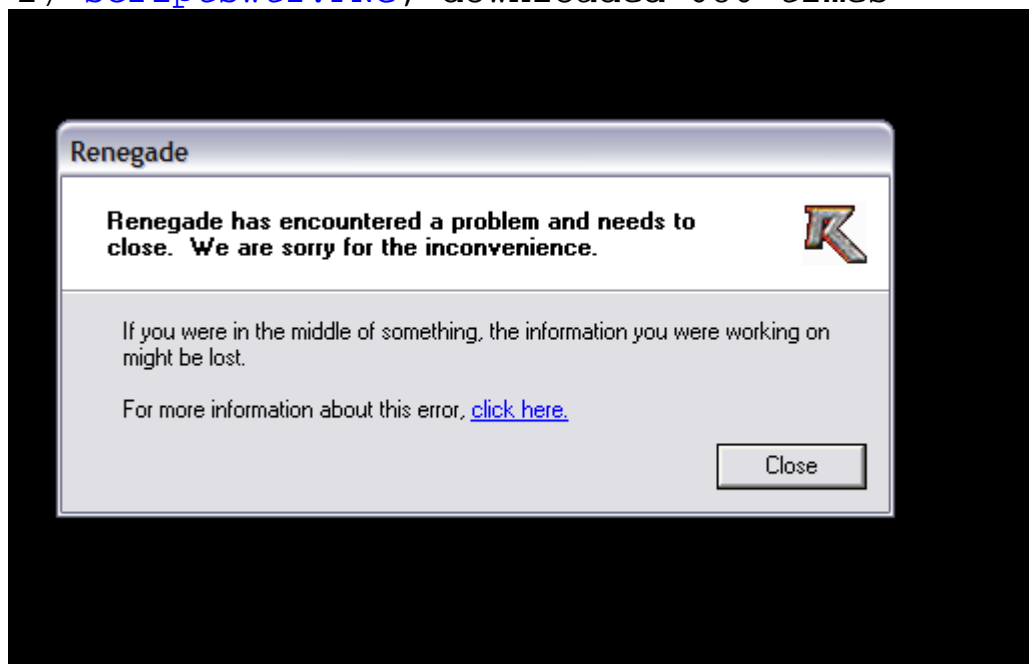 Renegade
Renegade has encountered a problem and needs to
close.  We are sorry for the inconvenience.
If you were in the middle of something, the information you were working on
might be lost.
For more information about this error, click here.
Close